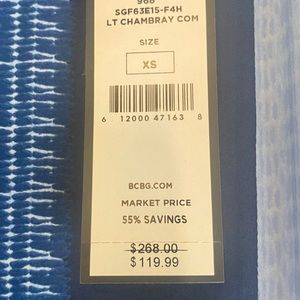 968
SGF63E15-F4H
LT CHAMBRAY COM
SIZE
XS
6 12000 47163 8
BCBG.COM
MARKET PRICE
55% SAVINGS
$268.00
$119.99